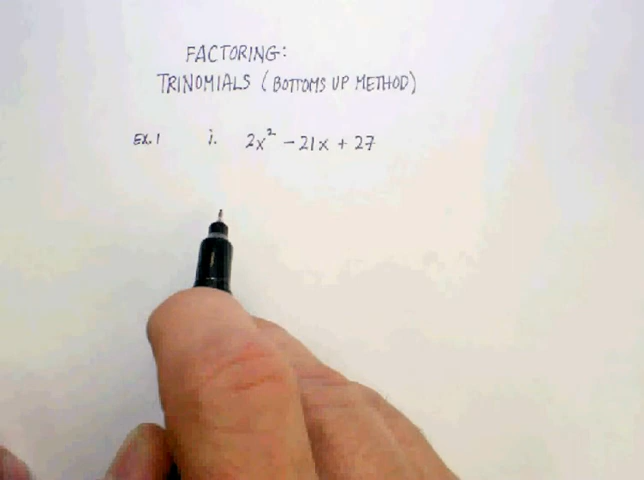 FACTORING:
TRINOMIALS (BOTTOMS UP METHOD)
EX. 1 i. 2x² - 21x + 27